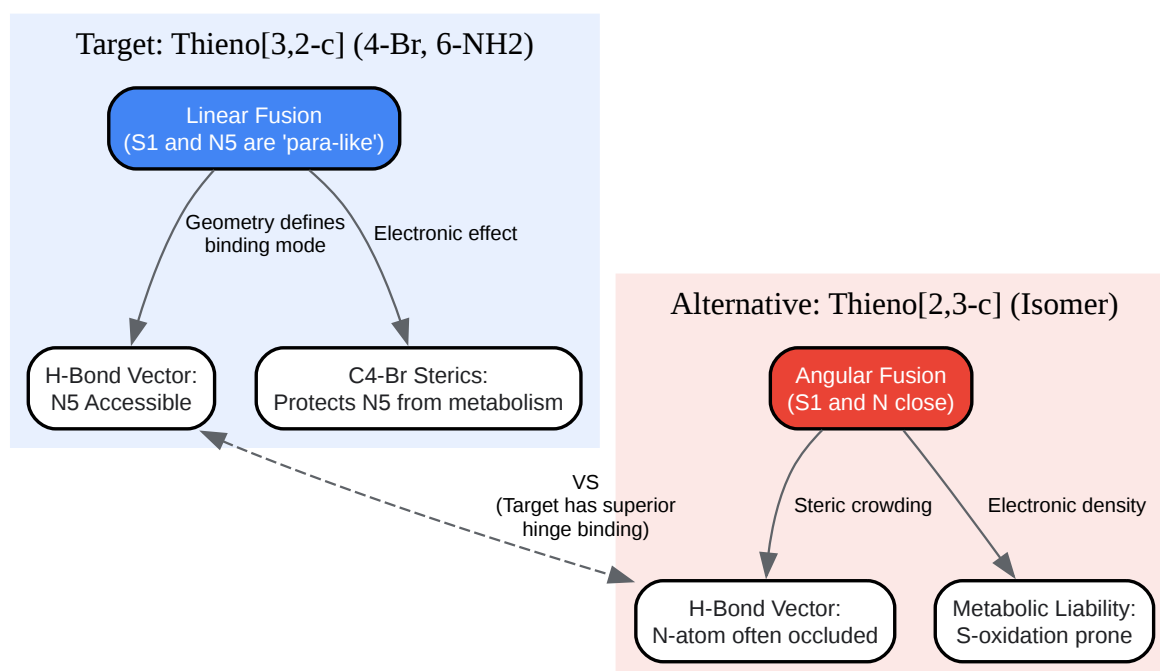 Target: Thieno[3,2-c] (4-Br, 6-NH2)
Linear Fusion
(S1 and N5 are 'para-like')
Geometry defines
binding mode
Electronic effect
H-Bond Vector:
N5 Accessible
C4-Br Sterics:
Protects N5 from metabolism
Alternative: Thieno[2,3-c] (Isomer)
Angular Fusion
(S1 and N close)
VS
(Target has superior
hinge binding)
Steric crowding
Electronic density
H-Bond Vector:
N-atom often occluded
Metabolic Liability:
S-oxidation prone